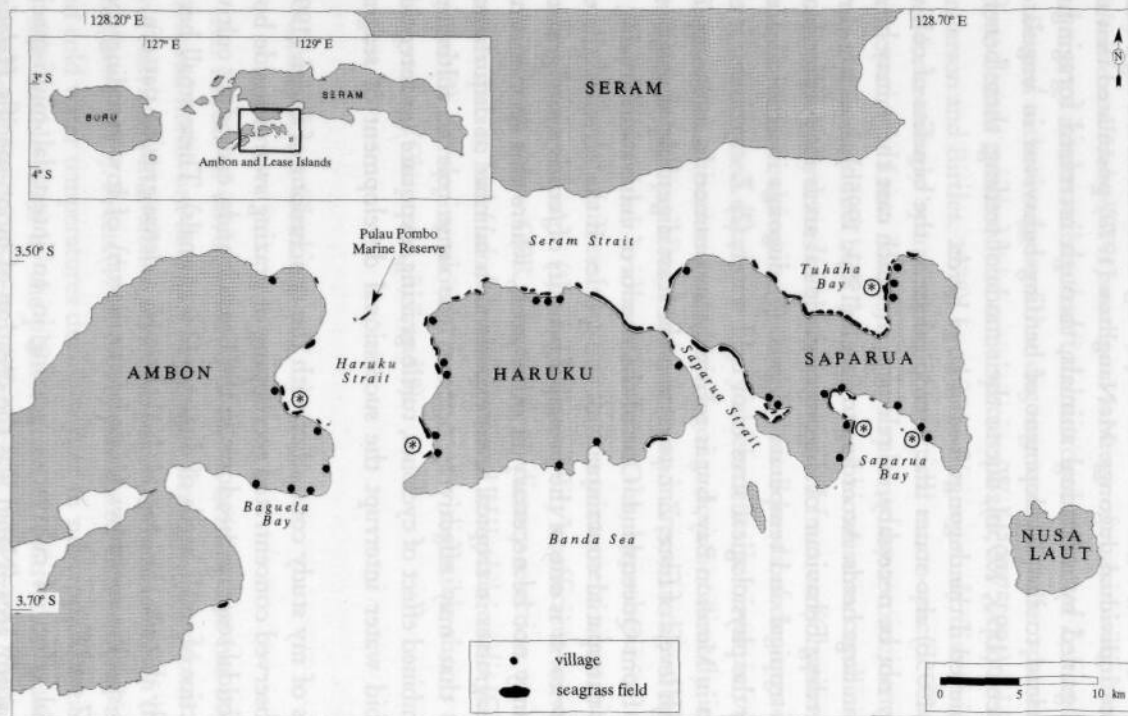 128.20° E
128.70° E
127° E
129° E
N
3° S
4° S
BURU
SERAM
Ambon and Lease Islands
SERAM
3.50° S
Pulau Pombo
Marine Reserve
Seram Strait
Tuhaha
Bay
AMBON
Haruku
Strait
HARUKU
Saparua Strait
SAPARUA
Saparua
Bay
Baguela
Bay
Banda Sea
NUSA
LAUT
3.70° S
village
seagrass field
0
5
10 km